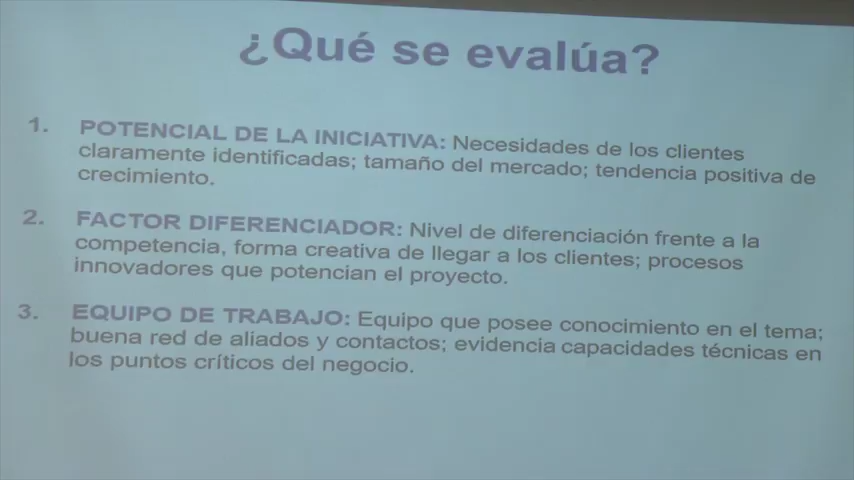 ¿Qué se evalúa?
1. POTENCIAL DE LA INICIATIVA: Necesidades de los clientes
claramente identificadas; tamaño del mercado; tendencia positiva de
crecimiento.
2. FACTOR DIFERENCIADOR: Nivel de diferenciación frente a la
competencia, forma creativa de llegar a los clientes; procesos
innovadores que potencian el proyecto.
3. EQUIPO DE TRABAJO: Equipo que posee conocimiento en el tema;
buena red de aliados y contactos; evidencia capacidades técnicas en
los puntos críticos del negocio.